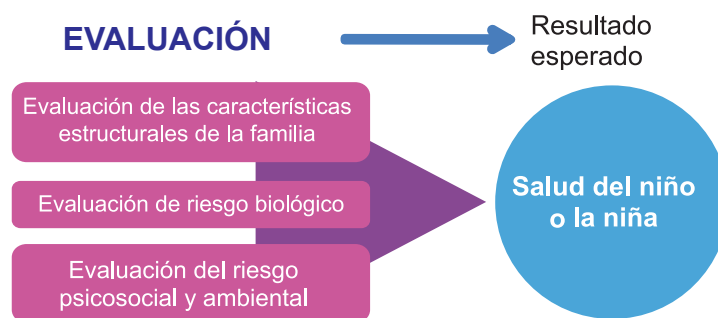 EVALUACIÓN
Resultado
esperado
Evaluación de las características
estructurales de la familia
Evaluación de riesgo biológico
Evaluación del riesgo
psicosocial y ambiental
Salud del niño
o la niña